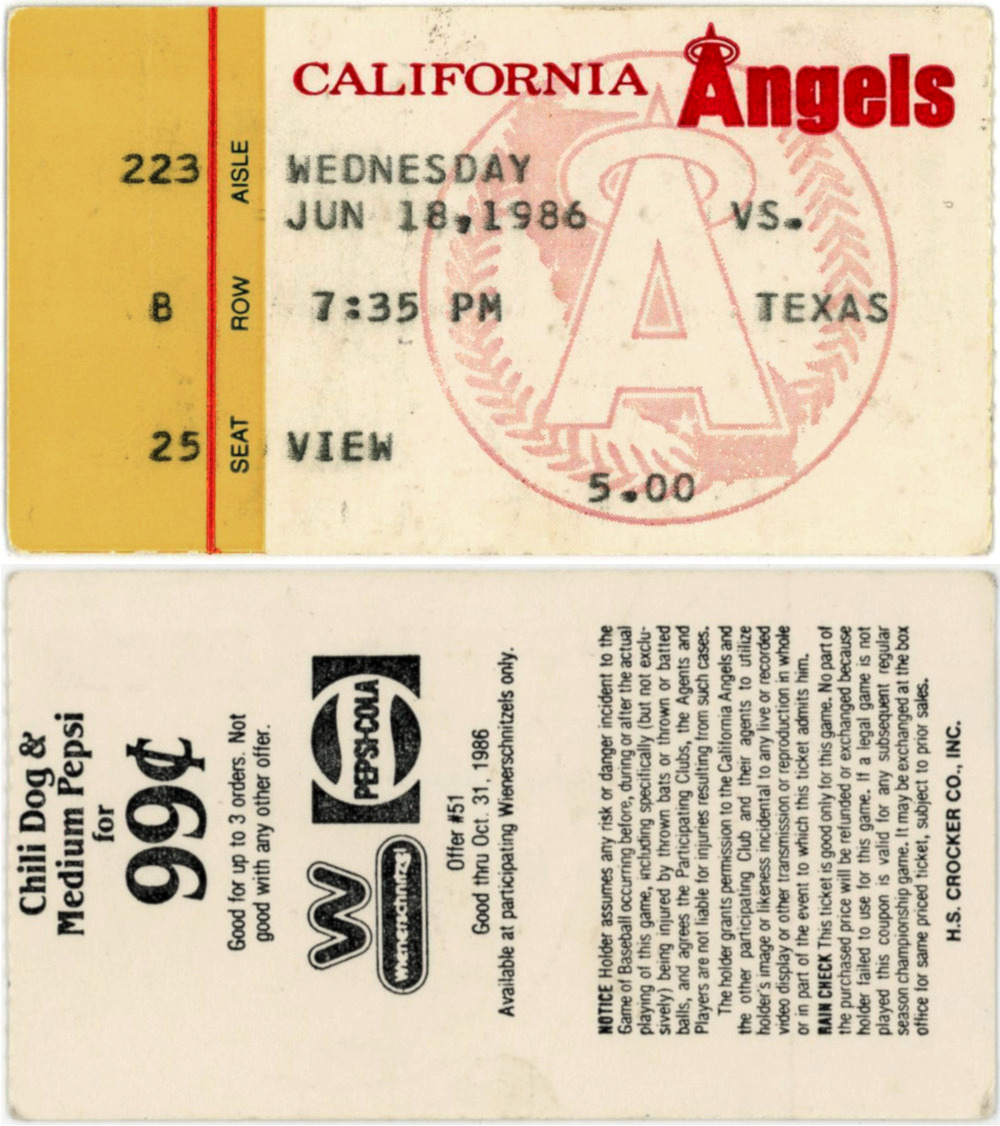 CALIFORNIA Angels
223 AISLE WEDNESDAY
JUN 18,1986 VS.
B ROW 7:35 PM TEXAS
25 SEAT VIEW
5.00
Chili Dog &
Medium Pepsi
for
99¢
Good for up to 3 orders. Not
good with any other offer.
W
Wienerschnitzel
PEPSI-COLA
Offer #51
Good thru Oct. 31, 1986
Available at participating Wienerschnitzels only.
NOTICE Holder assumes any risk or danger incident to the
Game of Baseball occurring before, during or after the actual
playing of this game, including specifically (but not exclu-
sively) being injured by thrown bats or thrown or batted
balls, and agrees the Participating Clubs, the Agents and
Players are not liable for injuries resulting from such cases.
The holder grants permission to the California Angels and
the other participating Club and their agents to utilize
holder's image or likeness incidental to any live or recorded
video display or other transmission or reproduction in whole
or in part of the event to which this ticket admits him.
RAIN CHECK This ticket is good only for this game. No part of
the purchased price will be refunded or exchanged because
holder failed to use for this game. If a legal game is not
played this coupon is valid for any subsequent regular
season championship game. It may be exchanged at the box
office for same priced ticket, subject to prior sales.
H.S. CROCKER CO., INC.